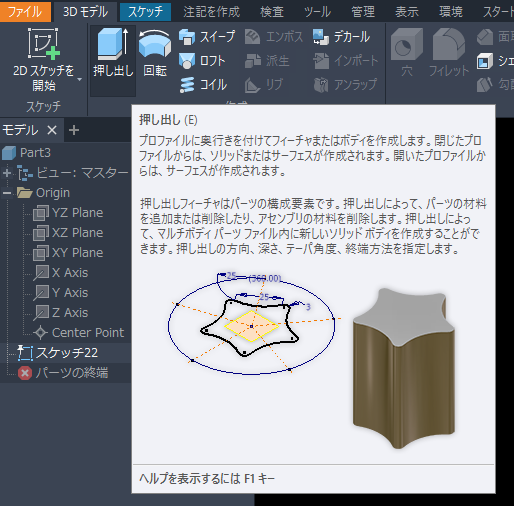 ファイル 3D モデル スケッチ 注記を作成 検査 ツール 管理 表示 環境 スタート
2D スケッチを
開始
押し出し
回転
スイープ
ロフト
コイル
エンボス
派生
リブ
デカール
インポート
アンラップ
穴
フィレット
スケッチ
モデル
Part3
ビュー: マスター
Origin
YZ Plane
XZ Plane
XY Plane
X Axis
Y Axis
Z Axis
Center Point
スケッチ22
パーツの終端
押し出し (E)
プロファイルに奥行きを付けてフィーチャまたはボディを作成します。閉じたプロ
ファイルからは、ソリッドまたはサーフェスが作成されます。開いたプロファイルか
らは、サーフェスが作成されます。
押し出しフィーチャはパーツの構成要素です。押し出しによって、パーツの材料
を追加または削除したり、アセンブリの材料を削除します。押し出しによっ
て、マルチボディ パーツ ファイル内に新しいソリッド ボディを作成することがで
きます。押し出しの方向、深さ、テーパ角度、終端方法を指定します。
25
(360.00)
25
3
ヘルプを表示するには F1 キー